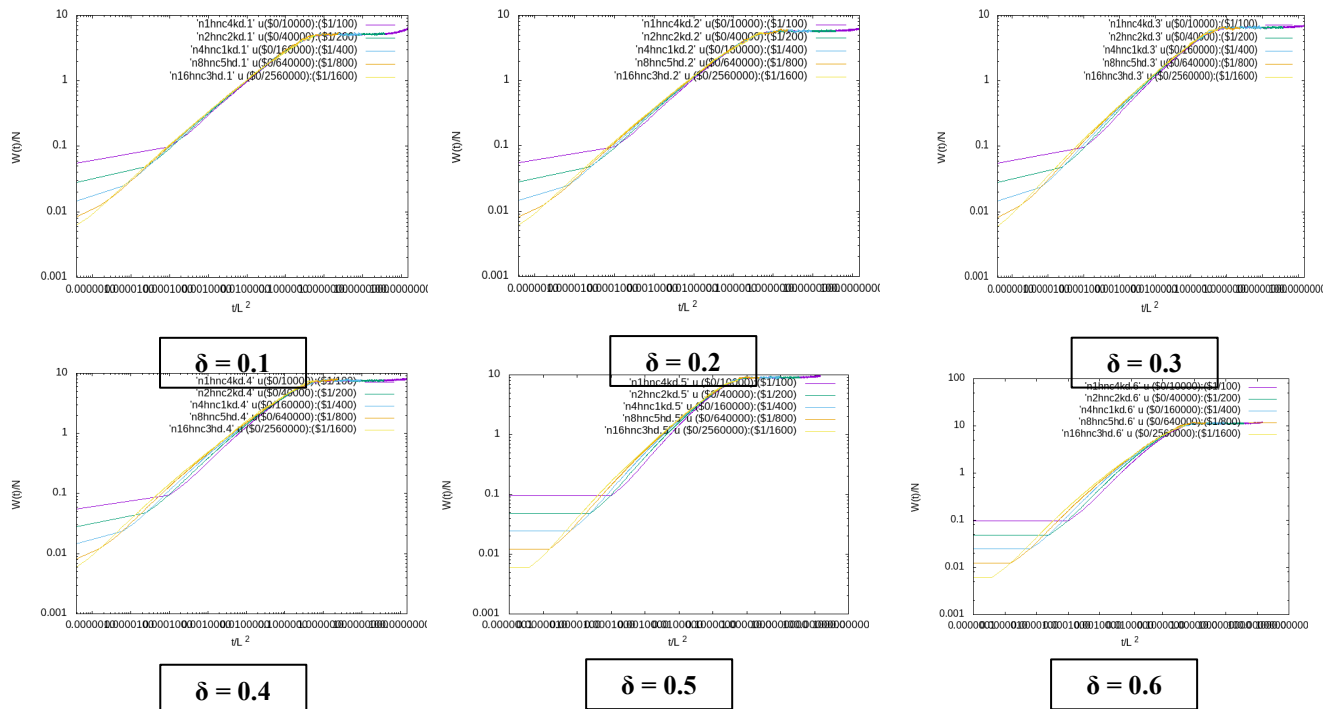 10
1
0.1
0.01
0.001
W(t)/N
'n1hnc4kd.1' u($0/10000):($1/100)
'n2hnc2kd.1' u($0/40000):($1/200)
'n4hnc1kd.1' u($0/160000):($1/400)
'n8hnc5hd.1' u($0/640000):($1/800)
'n16hnc3hd.1' u ($0/2560000):($1/1600)
t/L 2
δ = 0.1
10
1
0.1
0.01
0.001
W(t)/N
'n1hnc4kd.2' u($0/10000):($1/100)
'n2hnc2kd.2' u($0/40000):($1/200)
'n4hnc1kd.2' u($0/160000):($1/400)
'n8hnc5hd.2' u($0/640000):($1/800)
'n16hnc3hd.2' u ($0/2560000):($1/1600)
t/L 2
δ = 0.2
10
1
0.1
0.01
0.001
W(t)/N
'n1hnc4kd.3' u($0/10000):($1/100)
'n2hnc2kd.3' u($0/40000):($1/200)
'n4hnc1kd.3' u($0/160000):($1/400)
'n8hnc5hd.3' u($0/640000):($1/800)
'n16hnc3hd.3' u ($0/2560000):($1/1600)
t/L 2
δ = 0.3
10
1
0.1
0.01
0.001
W(t)/N
'n1hnc4kd.4' u($0/10000):($1/100)
'n2hnc2kd.4' u($0/40000):($1/200)
'n4hnc1kd.4' u($0/160000):($1/400)
'n8hnc5hd.4' u($0/640000):($1/800)
'n16hnc3hd.4' u ($0/2560000):($1/1600)
t/L 2
δ = 0.4
10
1
0.1
0.01
0.001
W(t)/N
'n1hnc4kd.5' u ($0/10000):($1/100)
'n2hnc2kd.5' u ($0/40000):($1/200)
'n4hnc1kd.5' u ($0/160000):($1/400)
'n8hnc5hd.5' u ($0/640000):($1/800)
'n16hnc3hd.5' u ($0/2560000):($1/1600)
t/L 2
δ = 0.5
100
10
1
0.1
0.01
0.001
W(t)/N
'n1hnc4kd.6' u ($0/10000):($1/100)
'n2hnc2kd.6' u ($0/40000):($1/200)
'n4hnc1kd.6' u ($0/160000):($1/400)
'n8hnc5hd.6' u ($0/640000):($1/800)
'n16hnc3hd.6' u ($0/2560000):($1/1600)
t/L 2
δ = 0.6